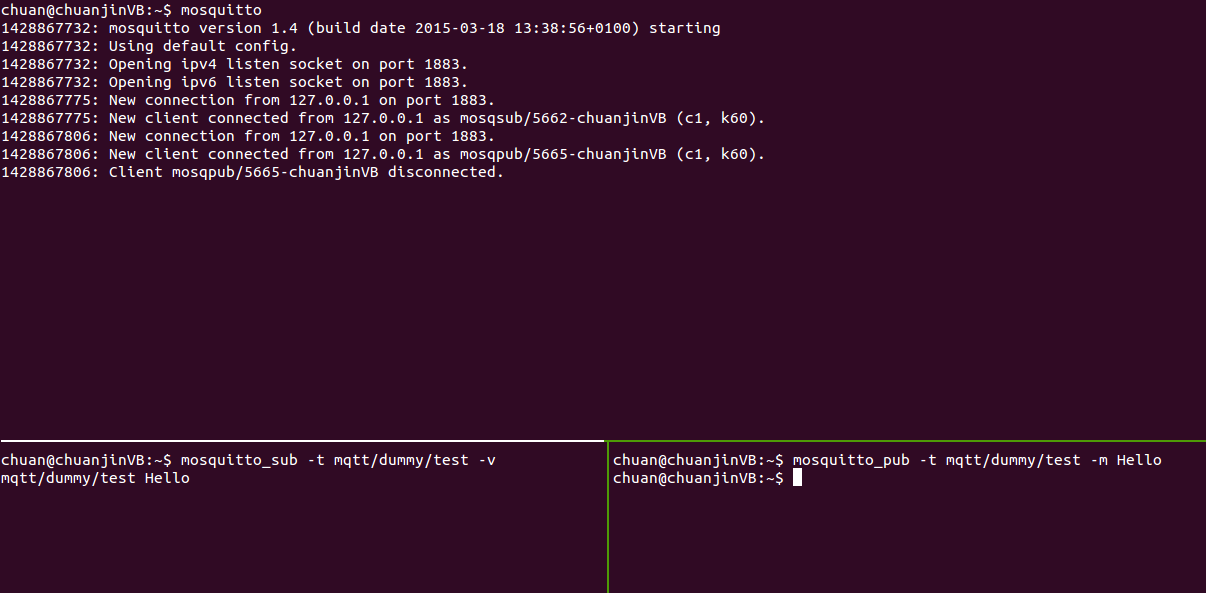 chuan@chuanjinVB:~$ mosquitto
1428867732: mosquitto version 1.4 (build date 2015-03-18 13:38:56+0100) starting
1428867732: Using default config.
1428867732: Opening ipv4 listen socket on port 1883.
1428867732: Opening ipv6 listen socket on port 1883.
1428867775: New connection from 127.0.0.1 on port 1883.
1428867775: New client connected from 127.0.0.1 as mosqsub/5662-chuanjinVB (c1, k60).
1428867806: New connection from 127.0.0.1 on port 1883.
1428867806: New client connected from 127.0.0.1 as mosqpub/5665-chuanjinVB (c1, k60).
1428867806: Client mosqpub/5665-chuanjinVB disconnected.
chuan@chuanjinVB:~$ mosquitto_sub -t mqtt/dummy/test -v
mqtt/dummy/test Hello
chuan@chuanjinVB:~$ mosquitto_pub -t mqtt/dummy/test -m Hello
chuan@chuanjinVB:~$